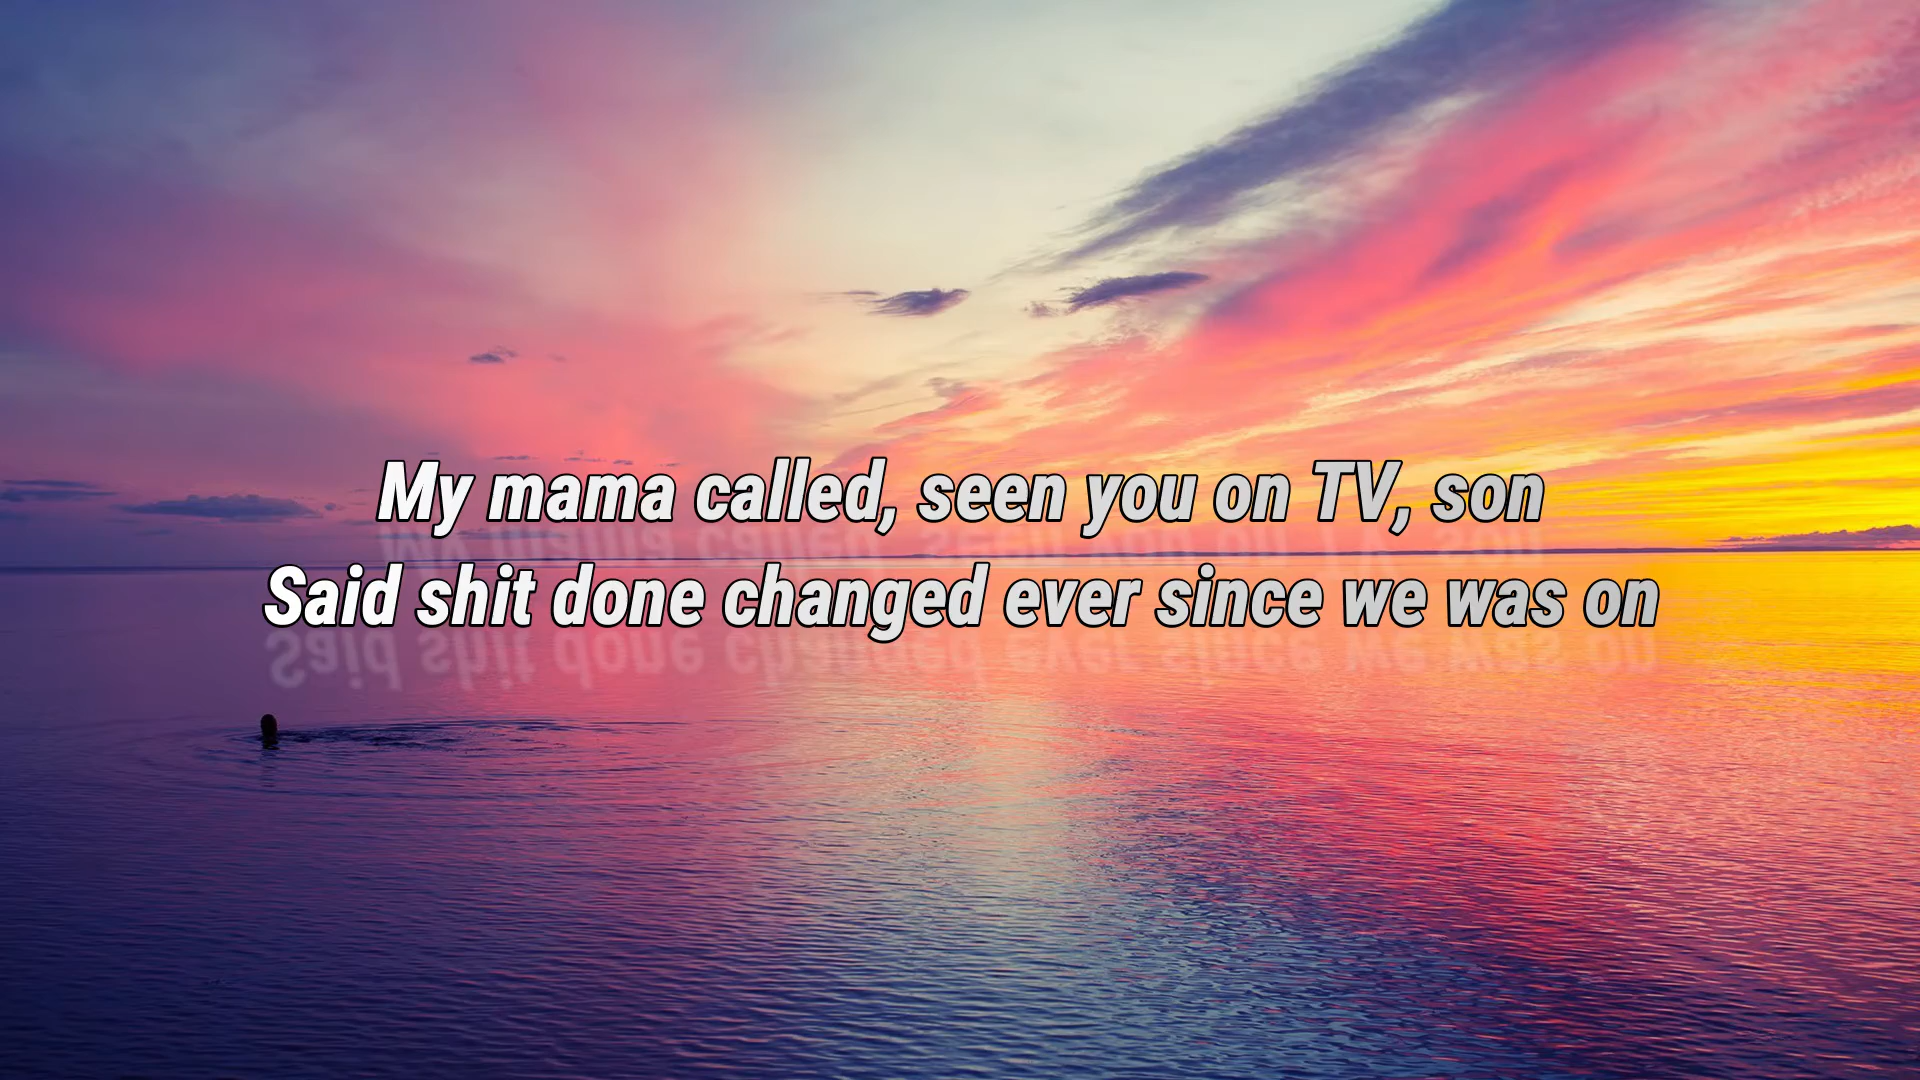 My mama called, seen you on TV, son
Said shit done changed ever since we was on